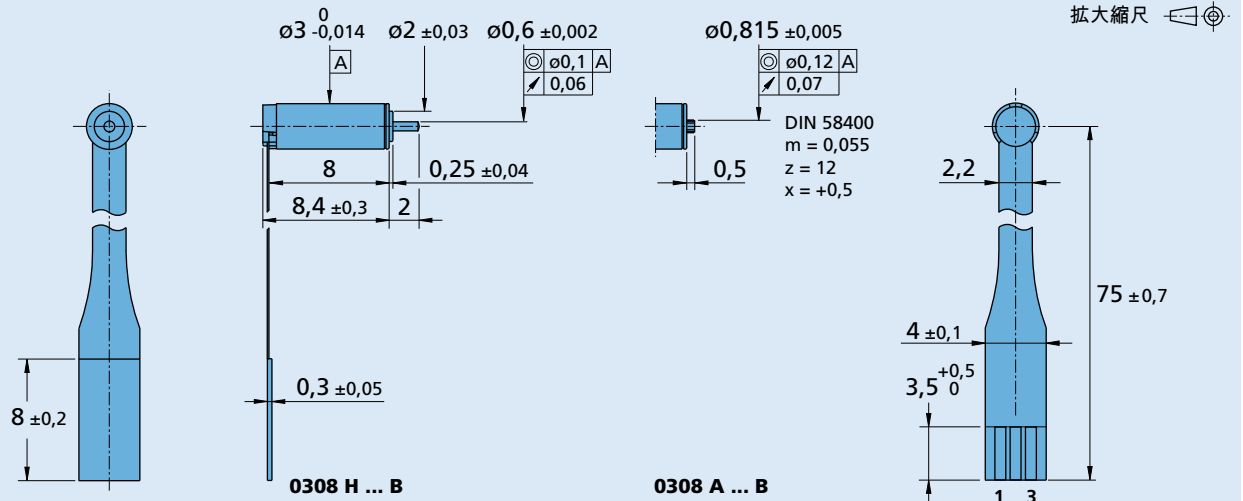 拡大縮尺
ø3 0 -0,014
ø2 ±0,03
ø0,6 ±0,002
ø0,815 ±0,005
A
ø0,1 A
0,06
ø0,12 A
0,07
DIN 58400
m = 0,055
z = 12
x = +0,5
8
0,25 ±0,04
0,5
2,2
8,4 ±0,3
2
75 ±0,7
4 ±0,1
0,3 ±0,05
3,5 +0,5 0
8 ±0,2
0308 H ... B
0308 A ... B
1 3